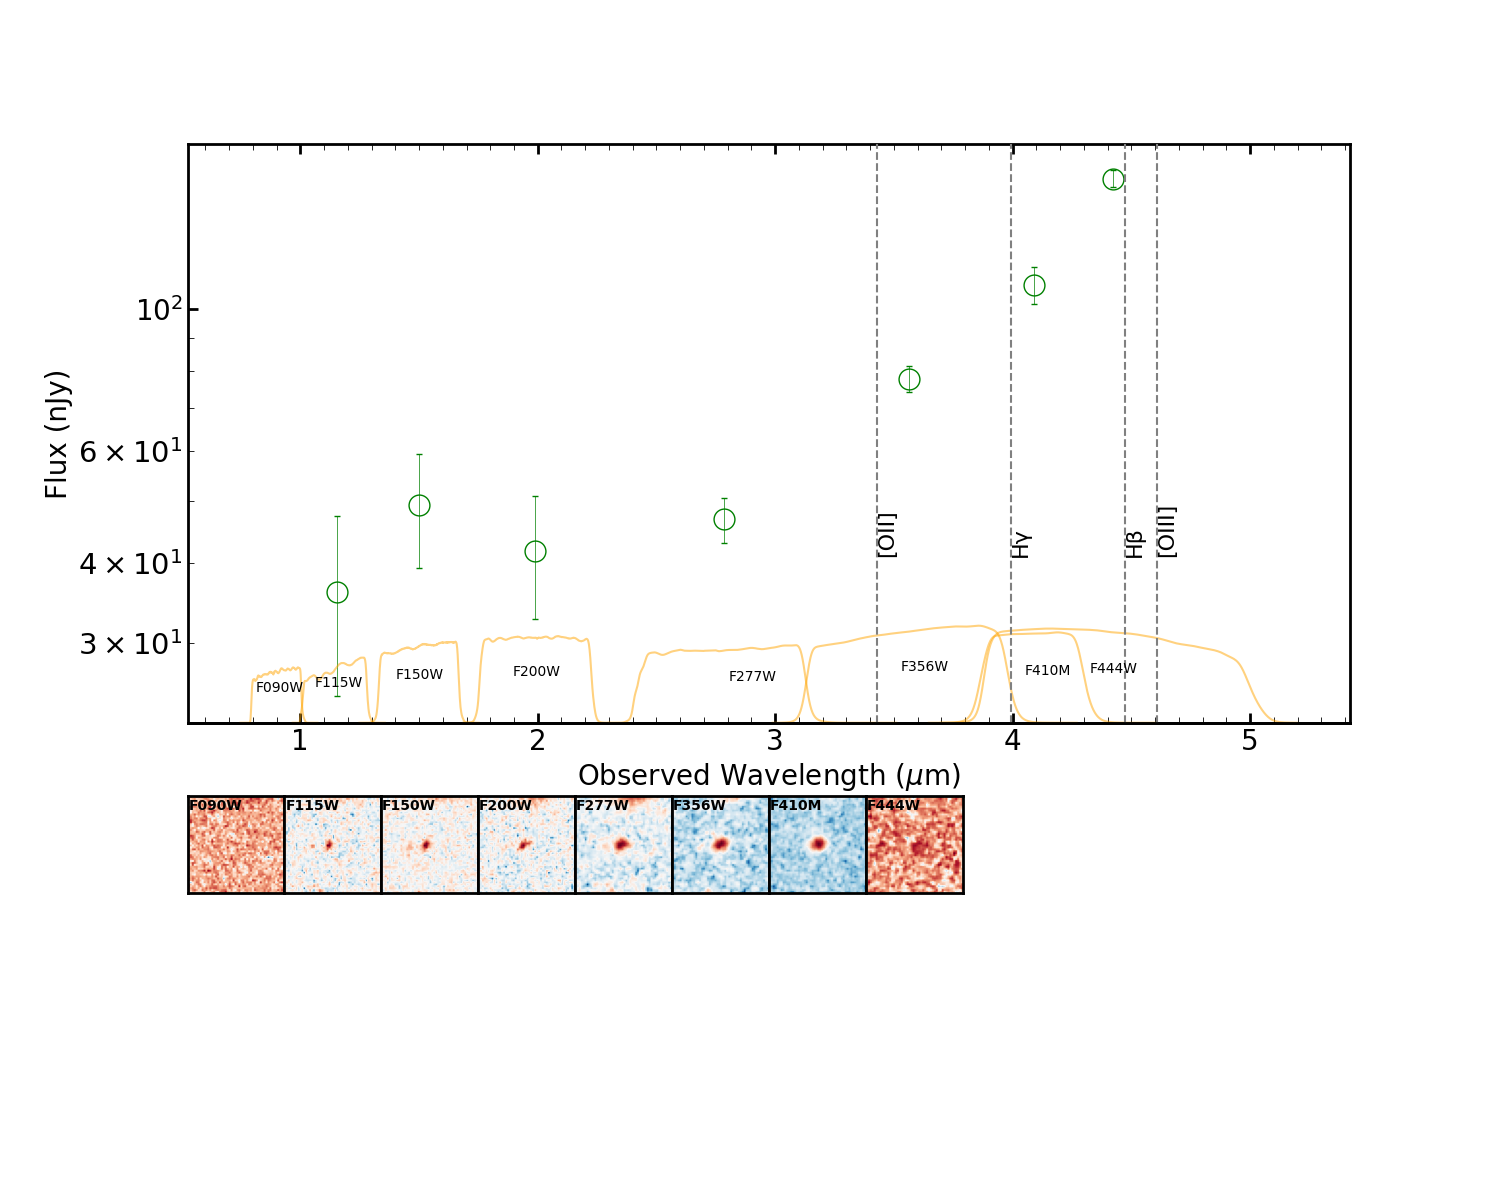 10²
6 × 10¹
4 × 10¹
3 × 10¹
Flux (nJy)
[OII]
Hγ
Hβ
[OIII]
F090W
F115W
F150W
F200W
F277W
F356W
F410M
F444W
1
2
3
4
5
Observed Wavelength (μm)
F090W
F115W
F150W
F200W
F277W
F356W
F410M
F444W